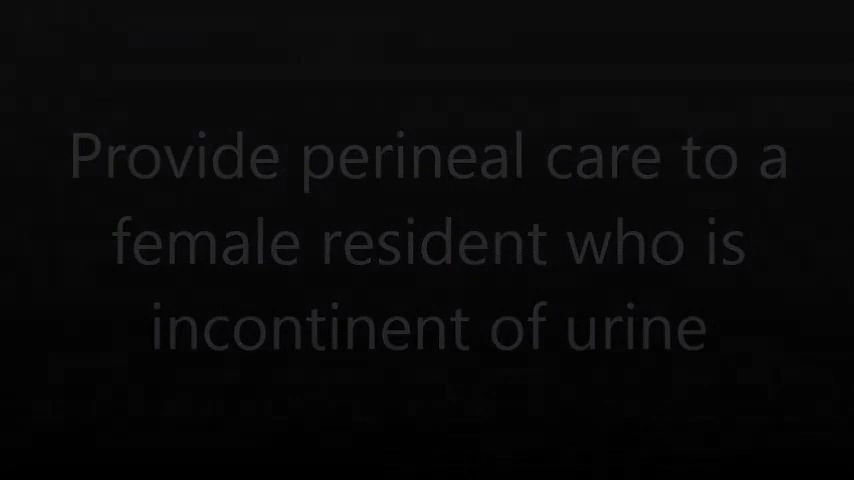 Provide perineal care to a
female resident who is
incontinent of urine